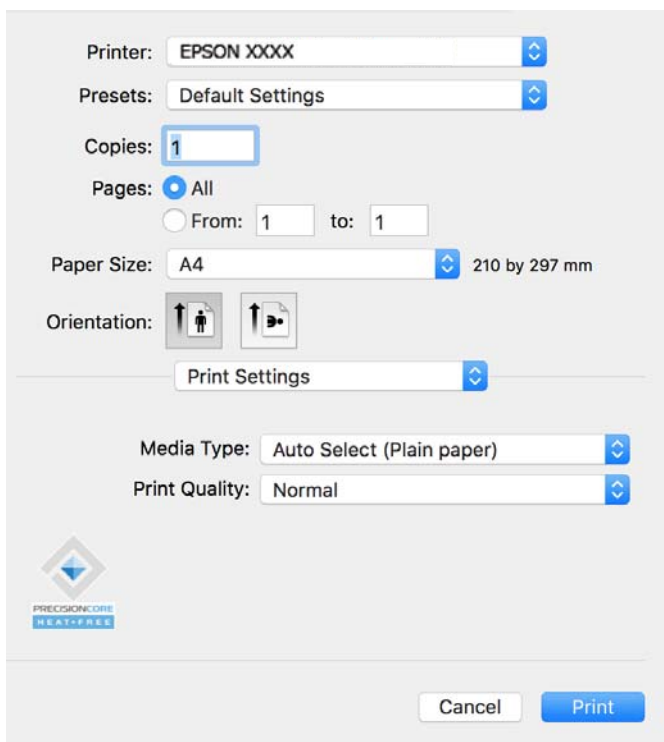 Printer: EPSON XXXX
Presets: Default Settings
Copies: 1
Pages: All
From: 1 to: 1
Paper Size: A4 210 by 297 mm
Orientation:
Print Settings
Media Type: Auto Select (Plain paper)
Print Quality: Normal
PRECISIONCORE
HEAT-FREE
Cancel Print